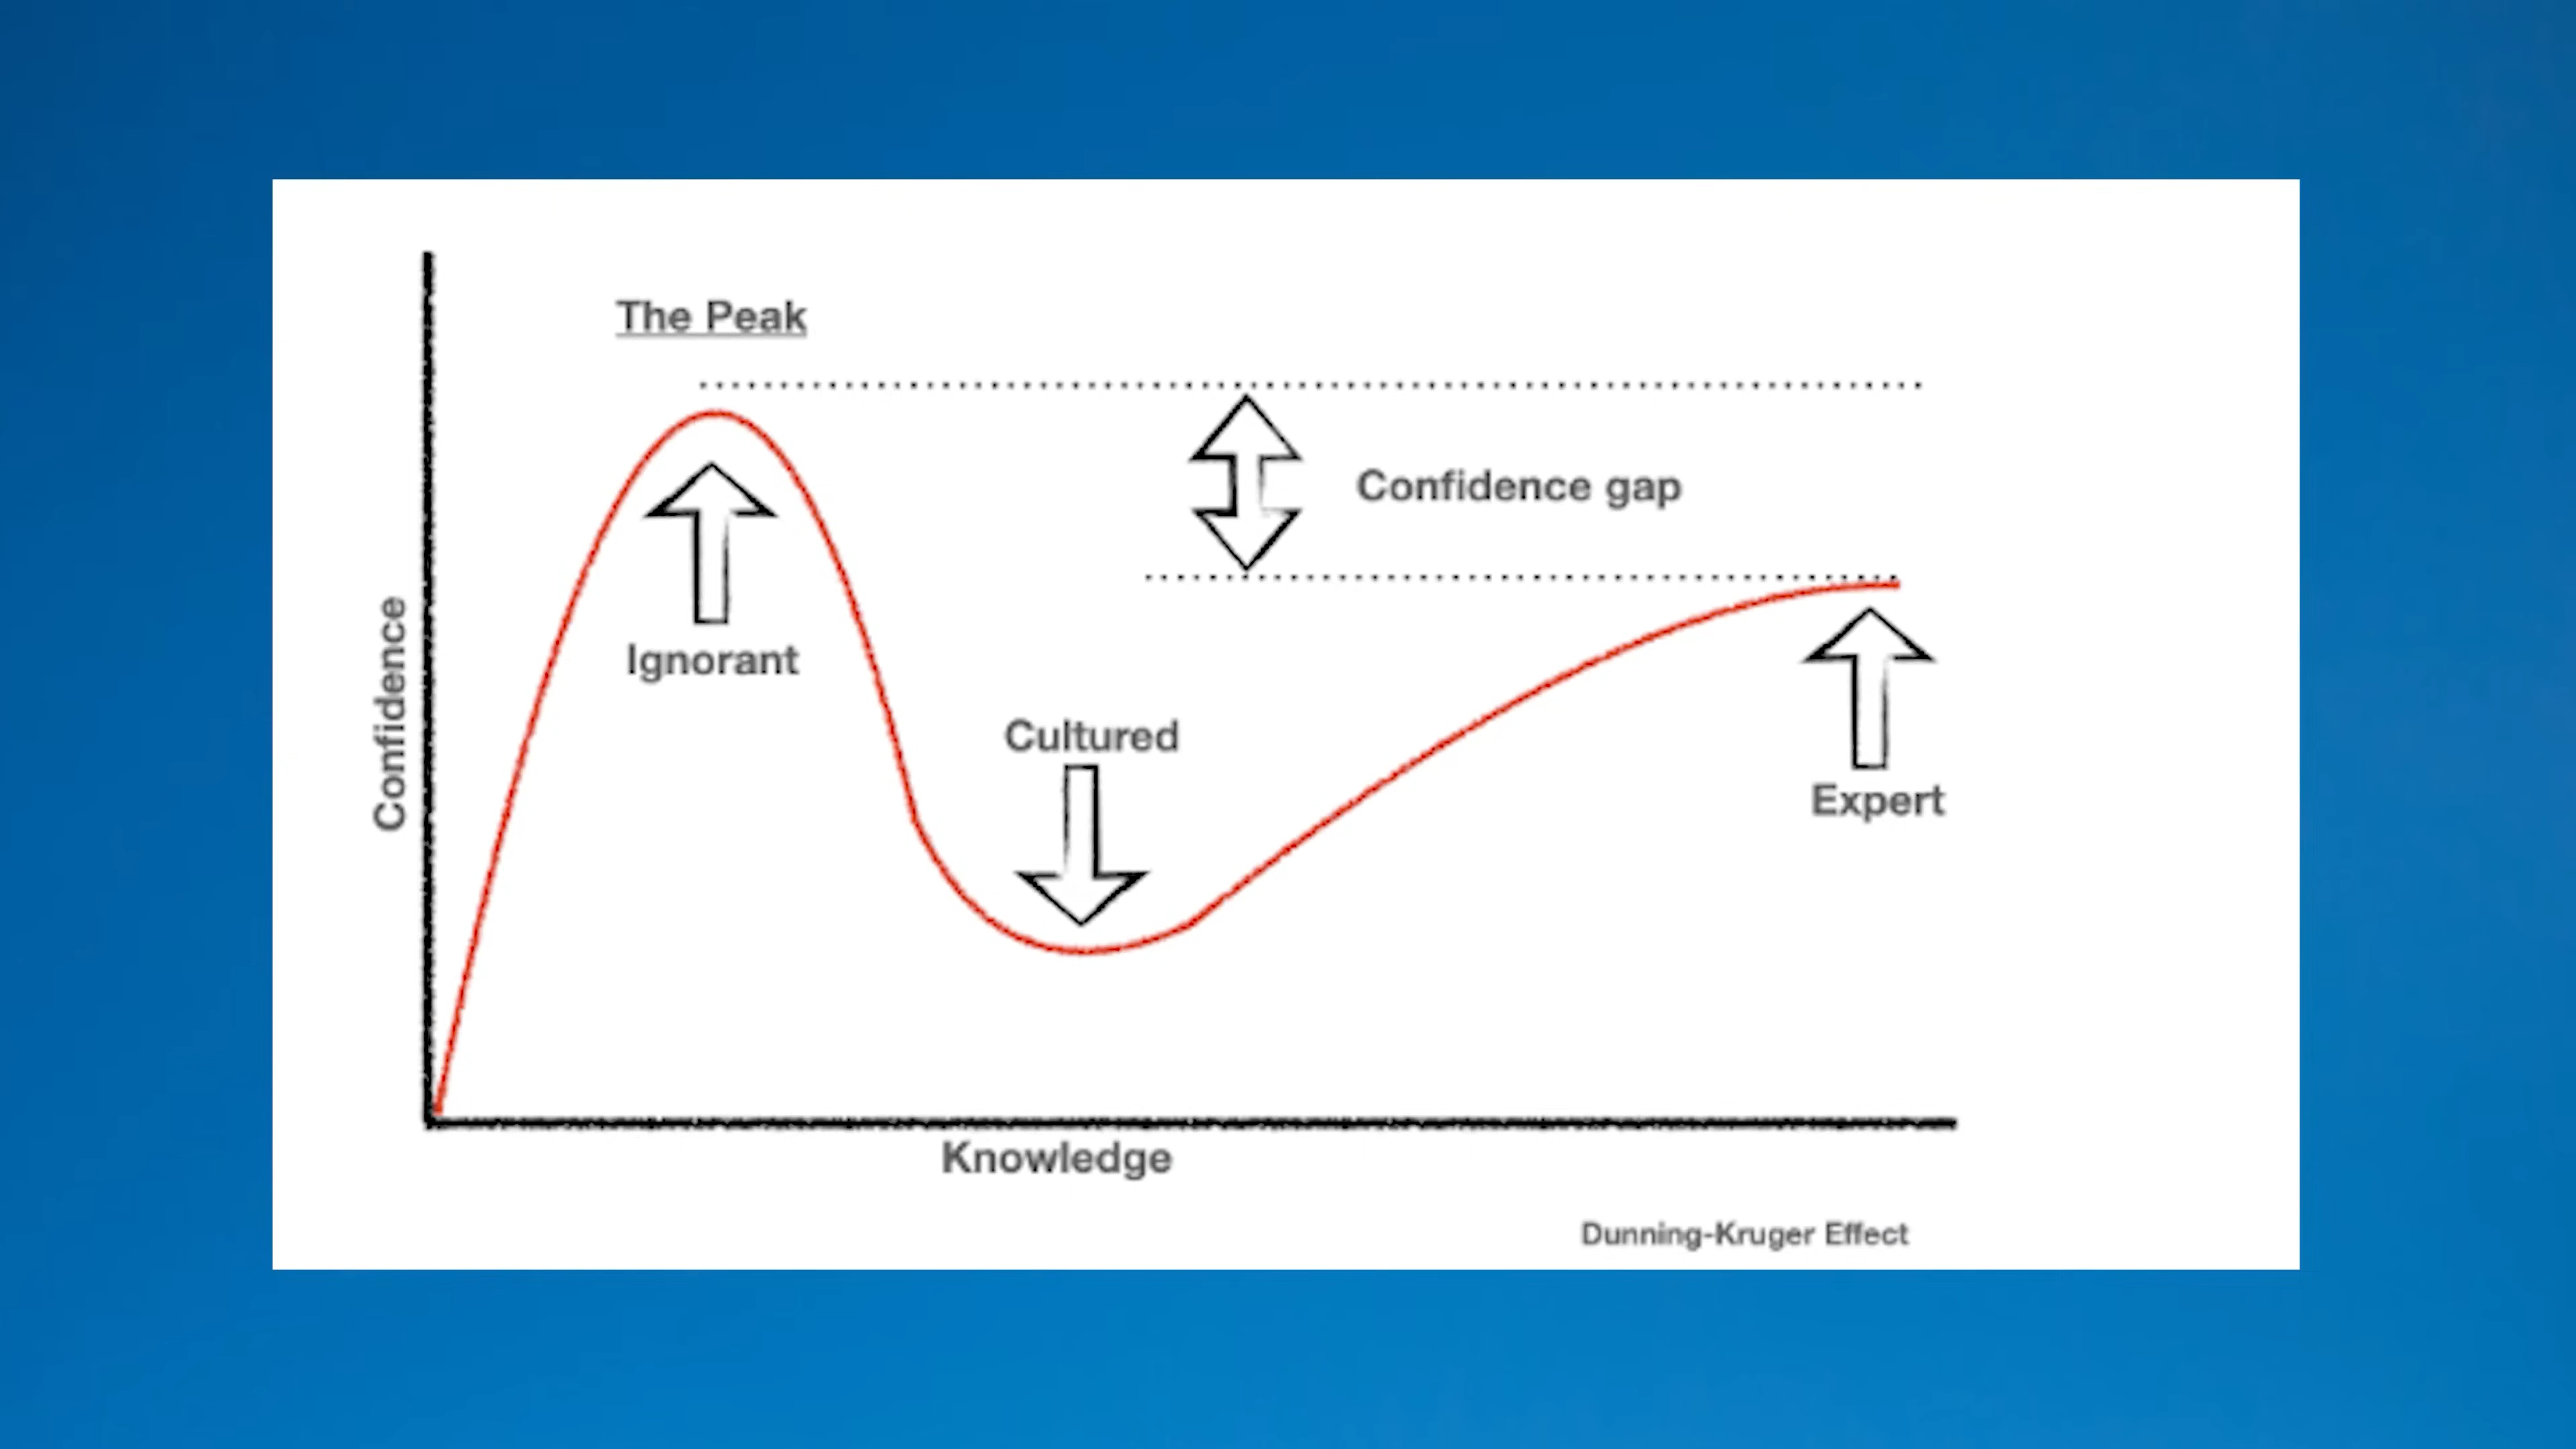 The Peak
Confidence gap
Ignorant
Cultured
Expert
Confidence
Knowledge
Dunning-Kruger Effect